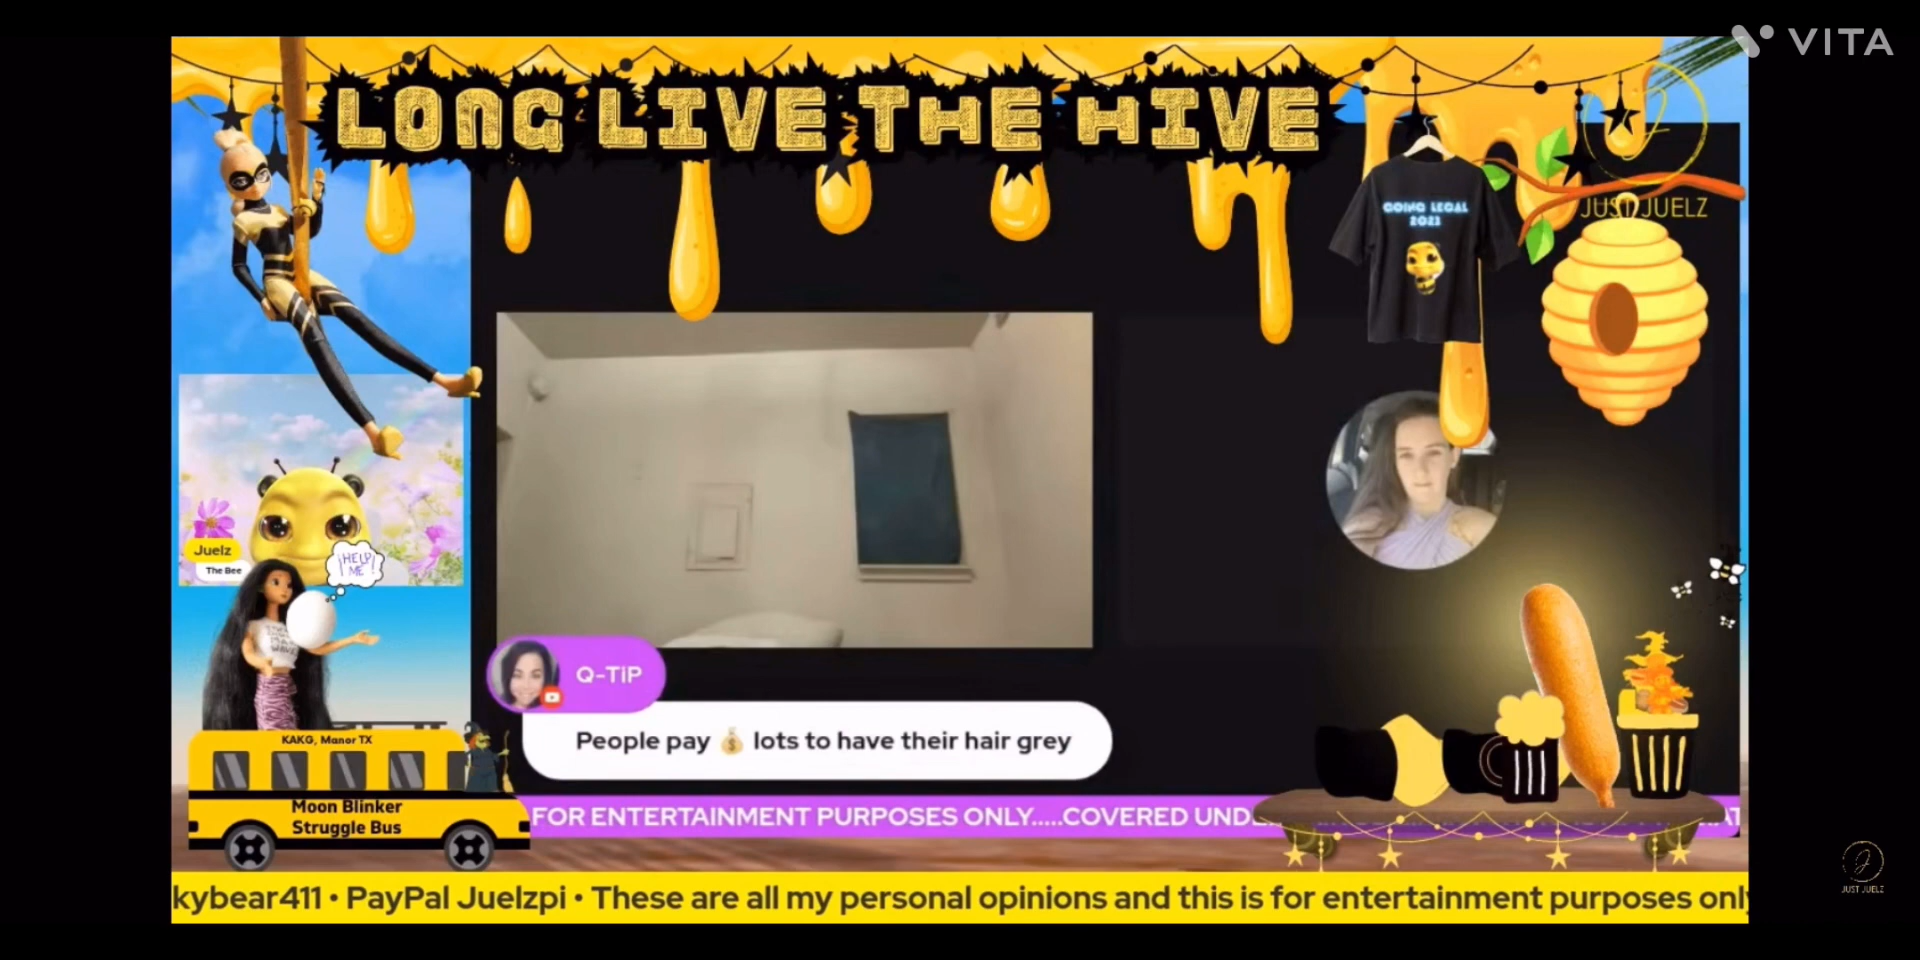 VITA
LONG LIVE THE HIVE
GOING LEGAL
2023
JUST JUELZ
Juelz
The Bee
HELP
ME
Q-TIP
People pay 💰 lots to have their hair grey
KAKG, Manor TX
Moon Blinker
Struggle Bus
FOR ENTERTAINMENT PURPOSES ONLY.....COVERED UND
kybear411 • PayPal Juelzpi • These are all my personal opinions and this is for entertainment purposes only
JUST JUELZ